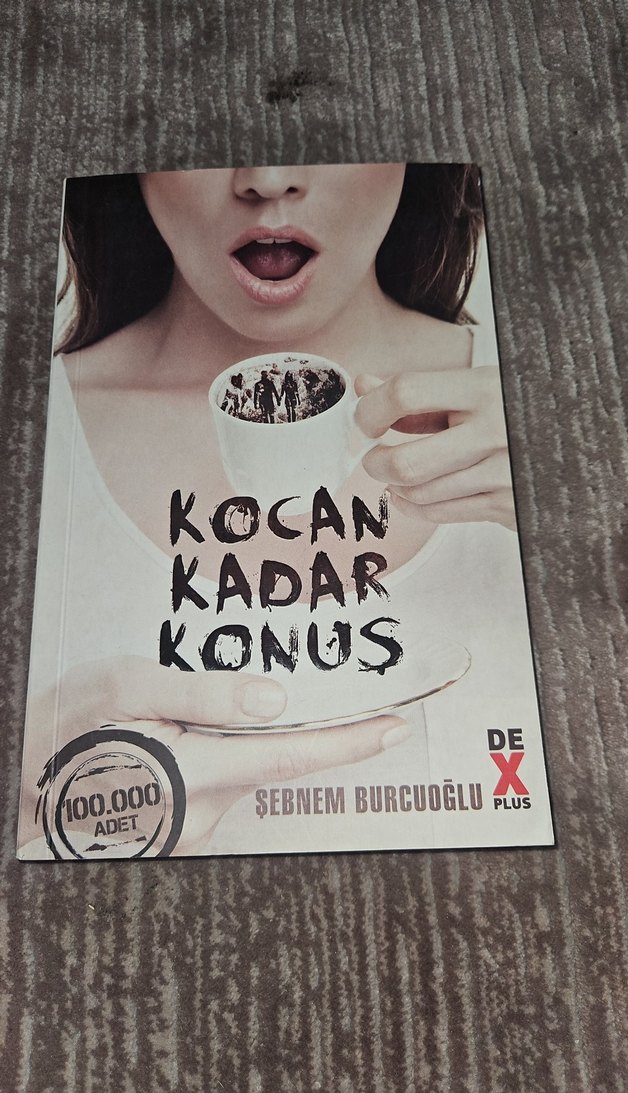 KOCAN
KADAR
KONUŞ
100.000
ADET
ŞEBNEM BURCUOĞLU
DE
X
PLUS